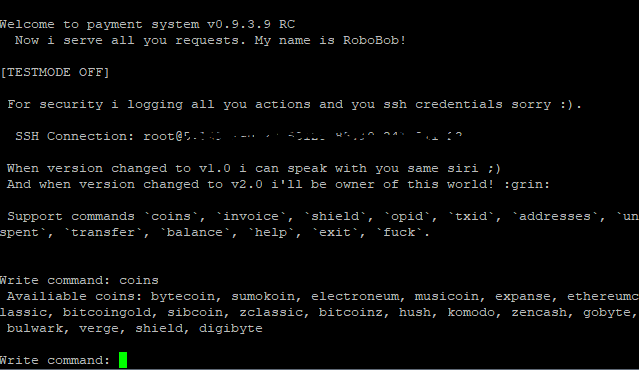 Welcome to payment system v0.9.3.9 RC
Now i serve all you requests. My name is RoboBob!
[TESTMODE OFF]
For security i logging all you actions and you ssh credentials sorry :).
SSH Connection: root@
When version changed to v1.0 i can speak with you same siri ;)
And when version changed to v2.0 i'll be owner of this world! :grin:
Support commands `coins`, `invoice`, `shield`, `opid`, `txid`, `addresses`, `un
spent`, `transfer`, `balance`, `help`, `exit`, `fuck`.
Write command: coins
Availiable coins: bytecoin, sumokoin, electroneum, musicoin, expanse, ethereumc
lassic, bitcoingold, sibcoin, zclassic, bitcoinz, hush, komodo, zencash, gobyte,
bulwark, verge, shield, digibyte
Write command: